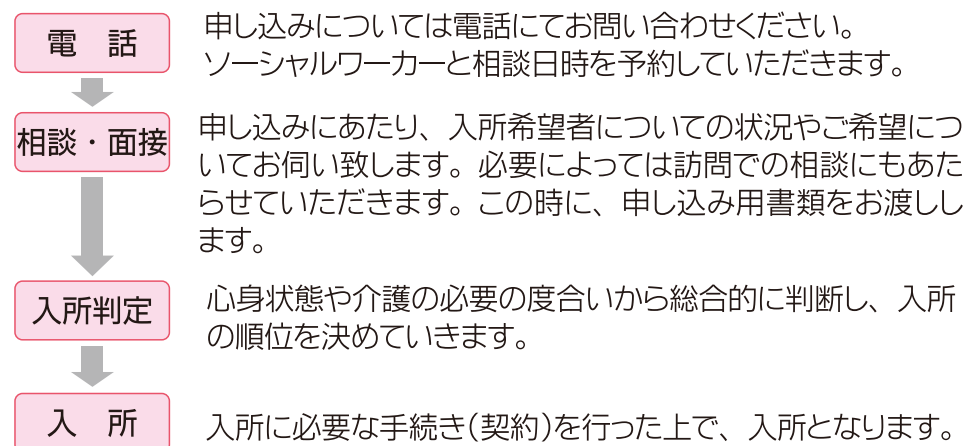 電　話
申し込みについては電話にてお問い合わせください。
ソーシャルワーカーと相談日時を予約していただきます。
相談・面接
申し込みにあたり、入所希望者についての状況やご希望につ
いてお伺い致します。必要によっては訪問での相談にもあた
らせていただきます。この時に、申し込み用書類をお渡しし
ます。
入所判定
心身状態や介護の必要の度合いから総合的に判断し、入所
の順位を決めていきます。
入　所
入所に必要な手続き(契約)を行った上で、入所となります。